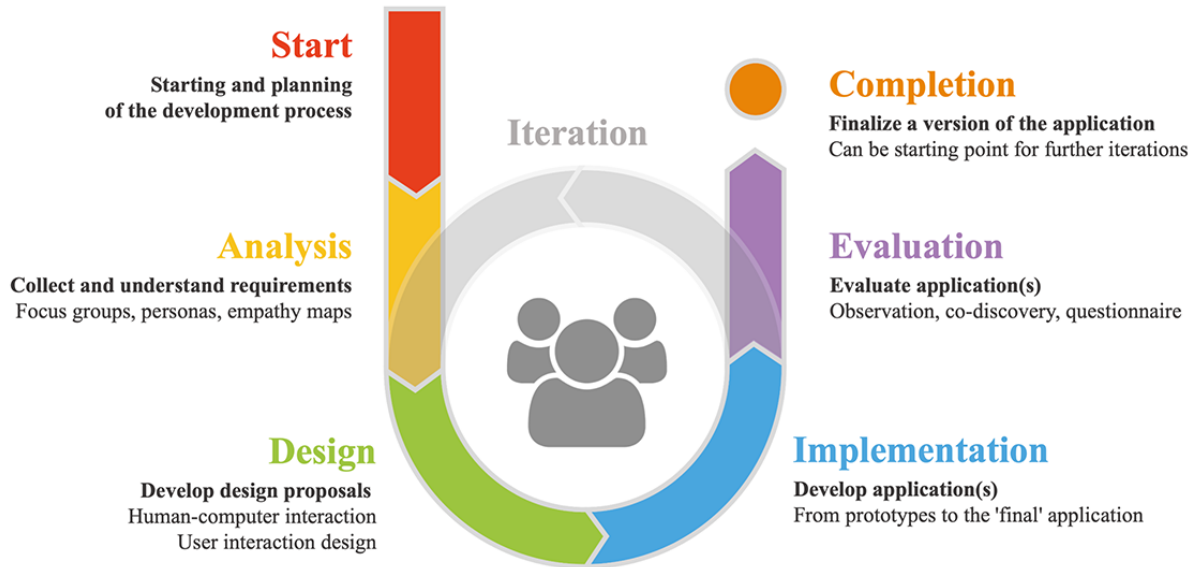 Start
Starting and planning
of the development process
Analysis
Collect and understand requirements
Focus groups, personas, empathy maps
Design
Develop design proposals
Human-computer interaction
User interaction design
Iteration
Completion
Finalize a version of the application
Can be starting point for further iterations
Evaluation
Evaluate application(s)
Observation, co-discovery, questionnaire
Implementation
Develop application(s)
From prototypes to the 'final' application